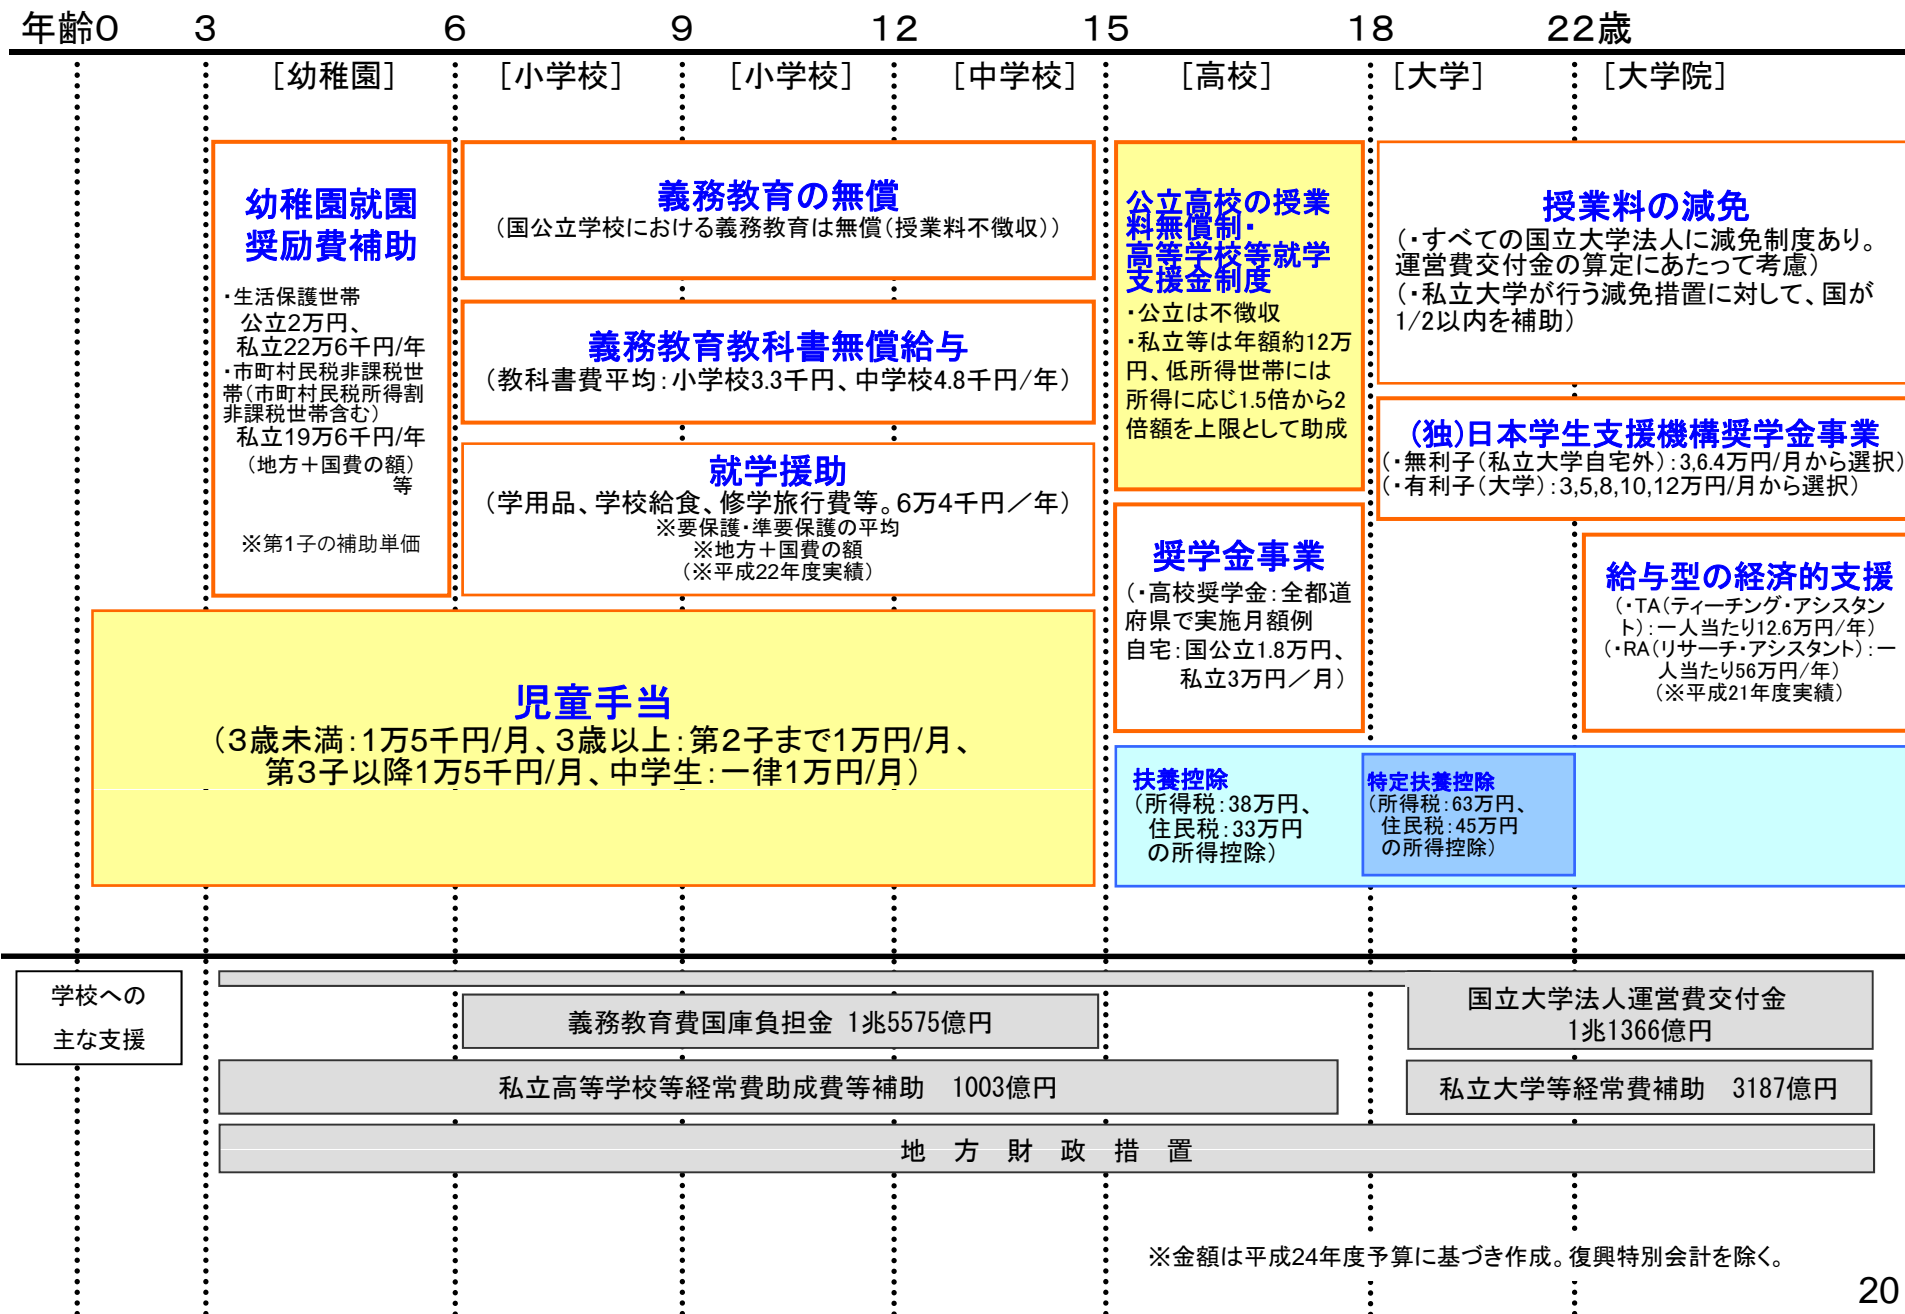 年齢0　3　6　9　12　15　18　22歳
［幼稚園］　［小学校］　［小学校］　［中学校］　［高校］　［大学］　［大学院］
幼稚園就園
奨励費補助
・生活保護世帯
公立2万円、
私立22万6千円/年
・市町村民税非課税世
帯（市町村民税所得割
非課税世帯含む）
私立19万6千円/年
（地方＋国費の額）
等
※第1子の補助単価
義務教育の無償
（国公立学校における義務教育は無償（授業料不徴収））
義務教育教科書無償給与
（教科書費平均：小学校3.3千円、中学校4.8千円/年）
就学援助
（学用品、学校給食、修学旅行費等。6万4千円／年）
※要保護・準要保護の平均
※地方＋国費の額
（※平成22年度実績）
公立高校の授業
料無償制・
高等学校等就学
支援金制度
・公立は不徴収
・私立等は年額約12万
円、低所得世帯には
所得に応じ1.5倍から2
倍額を上限として助成
奨学金事業
（・高校奨学金：全都道
府県で実施月額例
自宅：国公立1.8万円、
私立3万円／月）
授業料の減免
（・すべての国立大学法人に減免制度あり。
運営費交付金の算定にあたって考慮）
（・私立大学が行う減免措置に対して、国が
1/2以内を補助）
（独）日本学生支援機構奨学金事業
（・無利子（私立大学自宅外）：3,6.4万円/月から選択）
（・有利子（大学）：3,5,8,10,12万円/月から選択）
給与型の経済的支援
（・TA（ティーチング・アシスタン
ト）：一人当たり12.6万円/年）
（・RA（リサーチ・アシスタント）：一
人当たり56万円/年）
（※平成21年度実績）
児童手当
（3歳未満：1万5千円/月、3歳以上：第2子まで1万円/月、
第3子以降1万5千円/月、中学生：一律1万円/月）
扶養控除
（所得税：38万円、
住民税：33万円
の所得控除）
特定扶養控除
（所得税：63万円、
住民税：45万円
の所得控除）
学校への
主な支援
国立大学法人運営費交付金
1兆1366億円
義務教育費国庫負担金 1兆5575億円
私立高等学校等経常費助成費等補助　1003億円
私立大学等経常費補助　3187億円
地　方　財　政　措　置
※金額は平成24年度予算に基づき作成。復興特別会計を除く。
20